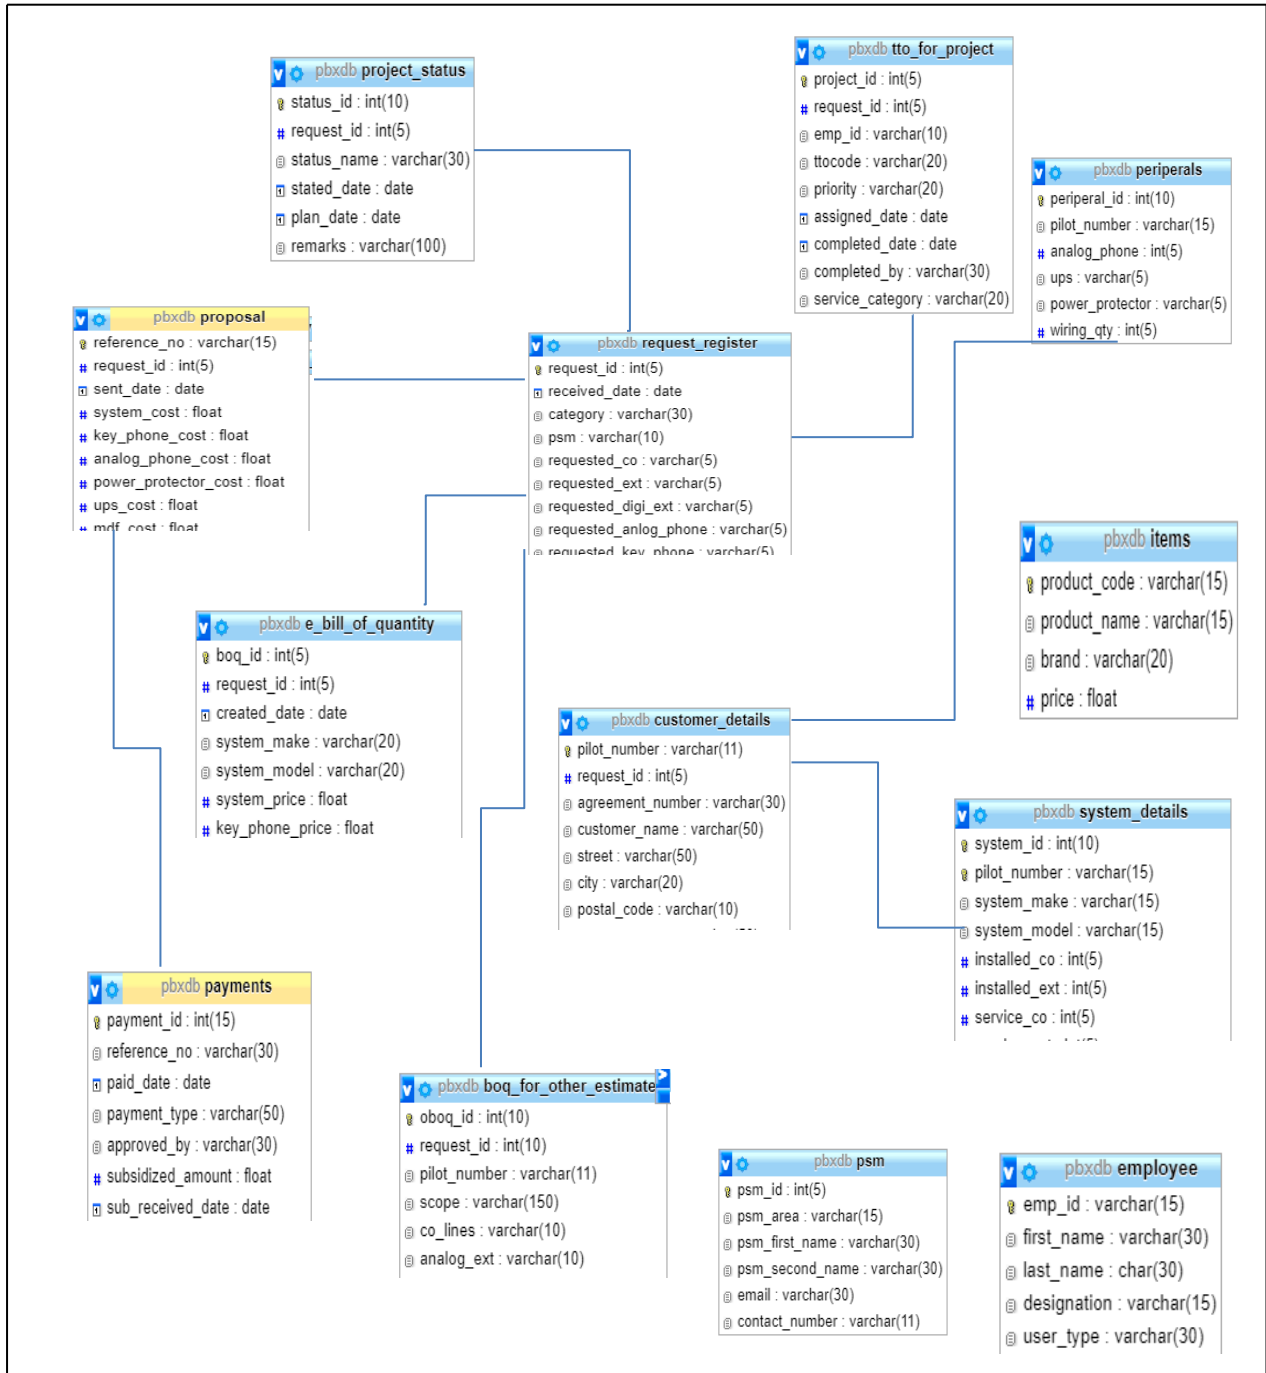 pbxdb project_status
status_id : int(10)
request_id : int(5)
status_name : varchar(30)
stated_date : date
plan_date : date
remarks : varchar(100)
pbxdb tto_for_project
project_id : int(5)
request_id : int(5)
emp_id : varchar(10)
ttocode : varchar(20)
priority : varchar(20)
assigned_date : date
completed_date : date
completed_by : varchar(30)
service_category : varchar(20)
pbxdb periperals
periperal_id : int(10)
pilot_number : varchar(15)
analog_phone : int(5)
ups : varchar(5)
power_protector : varchar(5)
wiring_qty : int(5)
pbxdb proposal
reference_no : varchar(15)
request_id : int(5)
sent_date : date
system_cost : float
key_phone_cost : float
analog_phone_cost : float
power_protector_cost : float
ups_cost : float
mdf_cost : float
pbxdb request_register
request_id : int(5)
received_date : date
category : varchar(30)
psm : varchar(10)
requested_co : varchar(5)
requested_ext : varchar(5)
requested_digi_ext : varchar(5)
requested_anlog_phone : varchar(5)
requested_key_phone : varchar(5)
pbxdb items
product_code : varchar(15)
product_name : varchar(15)
brand : varchar(20)
price : float
pbxdb e_bill_of_quantity
boq_id : int(5)
request_id : int(5)
created_date : date
system_make : varchar(20)
system_model : varchar(20)
system_price : float
key_phone_price : float
pbxdb customer_details
pilot_number : varchar(11)
request_id : int(5)
agreement_number : varchar(30)
customer_name : varchar(50)
street : varchar(50)
city : varchar(20)
postal_code : varchar(10)
pbxdb system_details
system_id : int(10)
pilot_number : varchar(15)
system_make : varchar(15)
system_model : varchar(15)
installed_co : int(5)
installed_ext : int(5)
service_co : int(5)
pbxdb payments
payment_id : int(15)
reference_no : varchar(30)
paid_date : date
payment_type : varchar(50)
approved_by : varchar(30)
subsidized_amount : float
sub_received_date : date
pbxdb boq_for_other_estimate
oboq_id : int(10)
request_id : int(10)
pilot_number : varchar(11)
scope : varchar(150)
co_lines : varchar(10)
analog_ext : varchar(10)
pbxdb psm
psm_id : int(5)
psm_area : varchar(15)
psm_first_name : varchar(30)
psm_second_name : varchar(30)
email : varchar(30)
contact_number : varchar(11)
pbxdb employee
emp_id : varchar(15)
first_name : varchar(30)
last_name : char(30)
designation : varchar(15)
user_type : varchar(30)